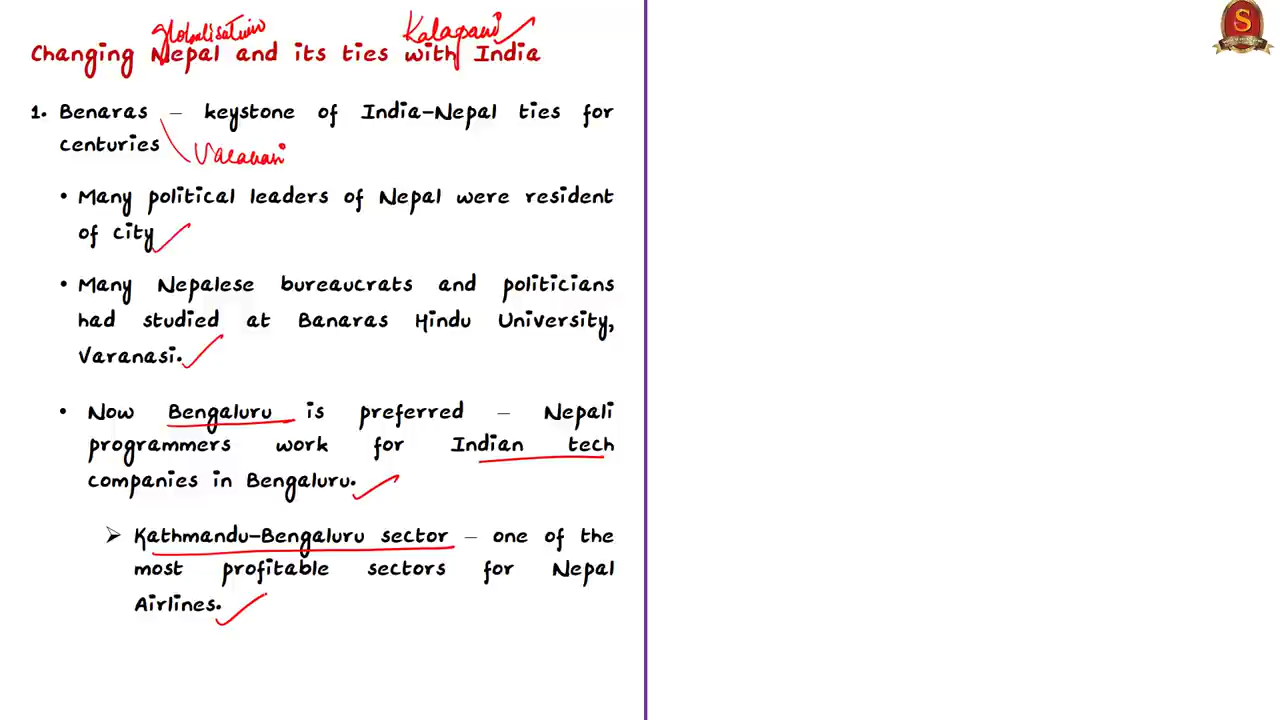 globalisation Kalapani
Changing Nepal and its ties with India
1. Benaras – keystone of India-Nepal ties for
centuries
Varanasi
• Many political leaders of Nepal were resident
of city
• Many Nepalese bureaucrats and politicians
had studied at Banaras Hindu University,
Varanasi.
• Now Bengaluru is preferred – Nepali
programmers work for Indian tech
companies in Bengaluru.
➢ Kathmandu-Bengaluru sector – one of the
most profitable sectors for Nepal
Airlines.
S